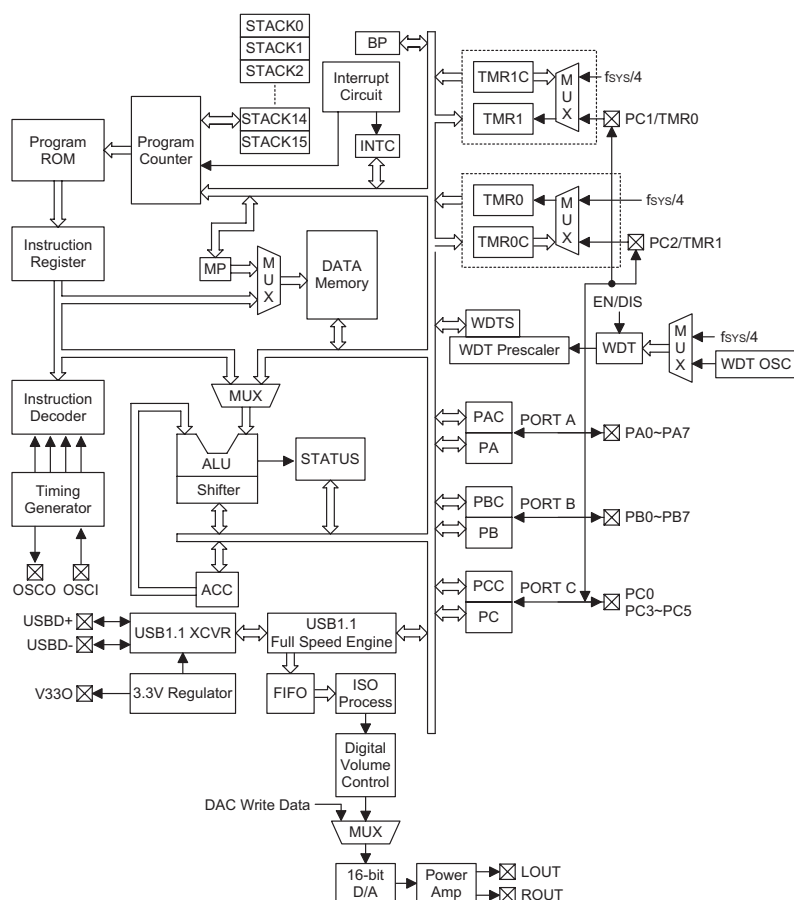 STACK0
STACK1
STACK2
STACK14
STACK15
BP
Interrupt
Circuit
INTC
Program
ROM
Program
Counter
Instruction
Register
MP
M
U
X
DATA
Memory
TMR1C
TMR1
M
U
X
fSYS/4
PC1/TMR0
TMR0
TMR0C
M
U
X
fSYS/4
PC2/TMR1
EN/DIS
WDTS
WDT Prescaler
WDT
M
U
X
fSYS/4
WDT OSC
MUX
Instruction
Decoder
ALU
Shifter
STATUS
PAC
PA
PORT A
PA0~PA7
Timing
Generator
PBC
PB
PORT B
PB0~PB7
OSCO
OSCI
ACC
PCC
PC
PORT C
PC0
PC3~PC5
USBD+
USBD-
USB1.1 XCVR
USB1.1
Full Speed Engine
V33O
3.3V Regulator
FIFO
ISO
Process
Digital
Volume
Control
DAC Write Data
MUX
16-bit
D/A
Power
Amp
LOUT
ROUT